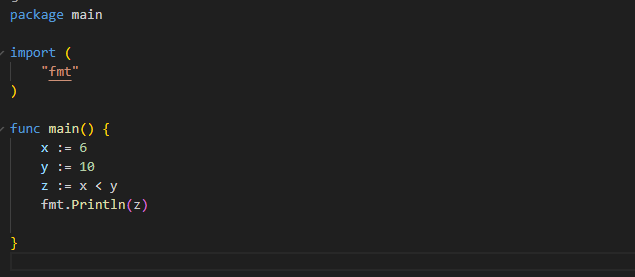 package main
import (
"fmt"
)
func main() {
x := 6
y := 10
z := x < y
fmt.Println(z)
}